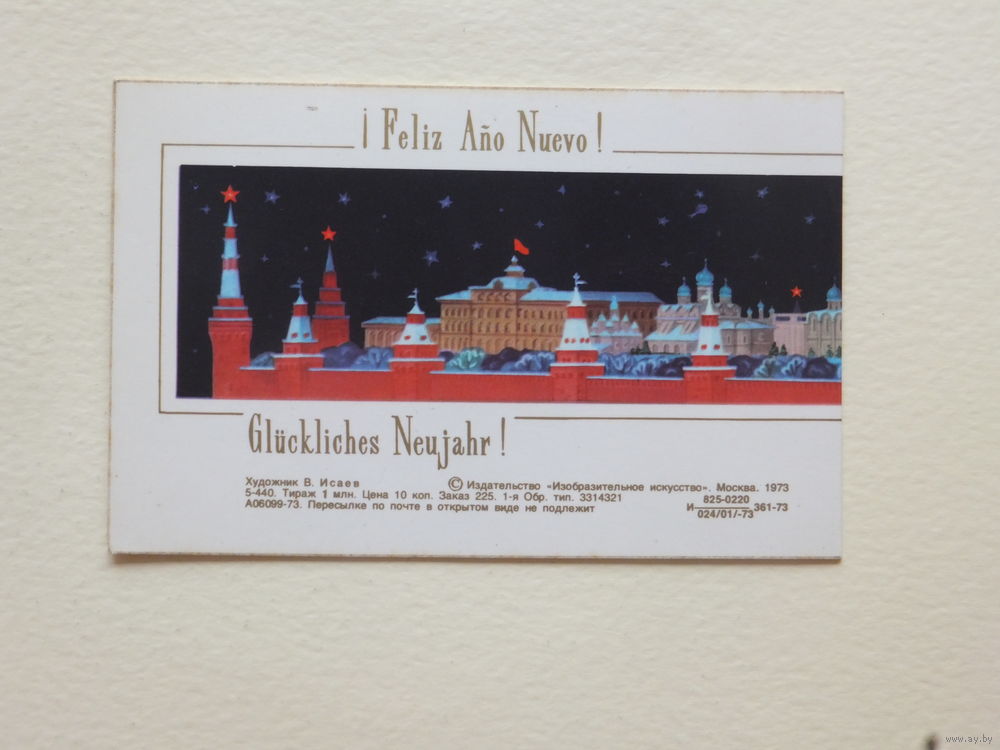 ¡ Feliz Año Nuevo !
Glückliches Neujahr !
Художник В. Исаев
© Издательство «Изобразительное искусство». Москва. 1973
5-440. Тираж 1 млн. Цена 10 коп. Заказ 225. 1-я Обр. тип. 3314321
А06099-73. Пересылке по почте в открытом виде не подлежит
825-0220
И 361-73
024/01/-73
www.ay.by